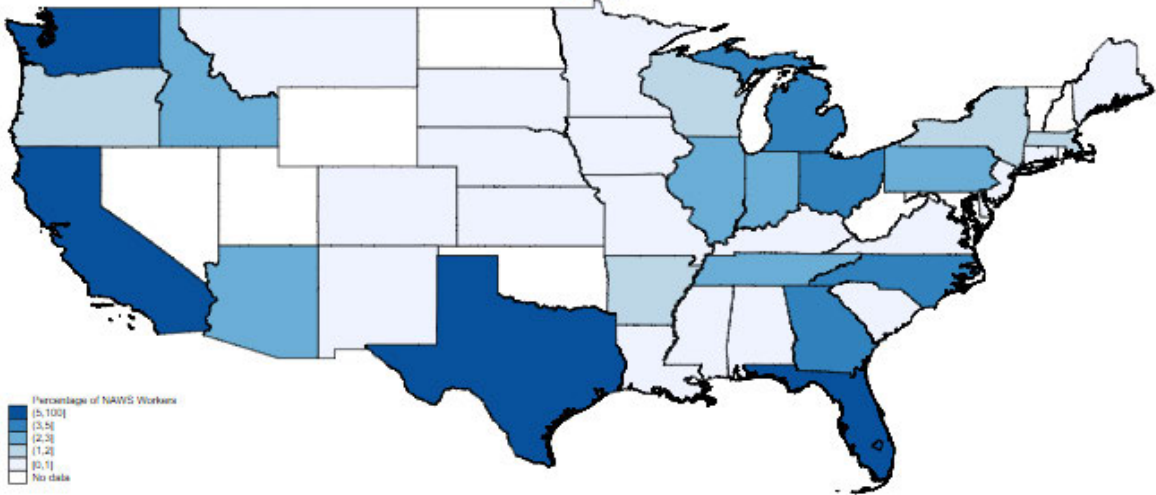 Percentage of NAWS Workers
(5,100]
(3,5]
(2,3]
(1,2]
[0,1]
No data